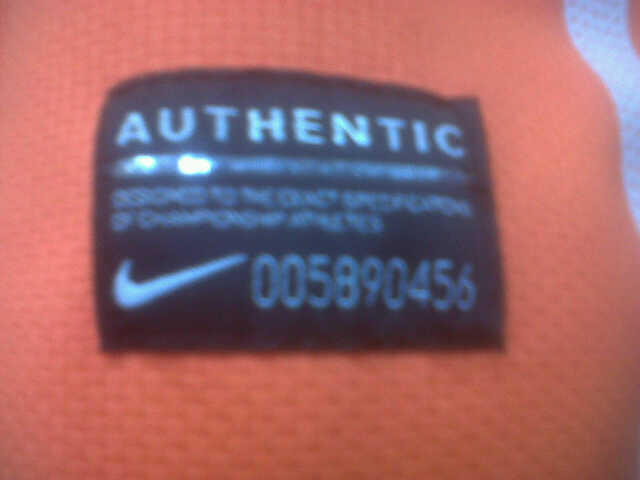 AUTHENTIC
DESIGNED TO THE EXACT SPECIFICATIONS
OF CHAMPIONSHIP ATHLETES
005890456